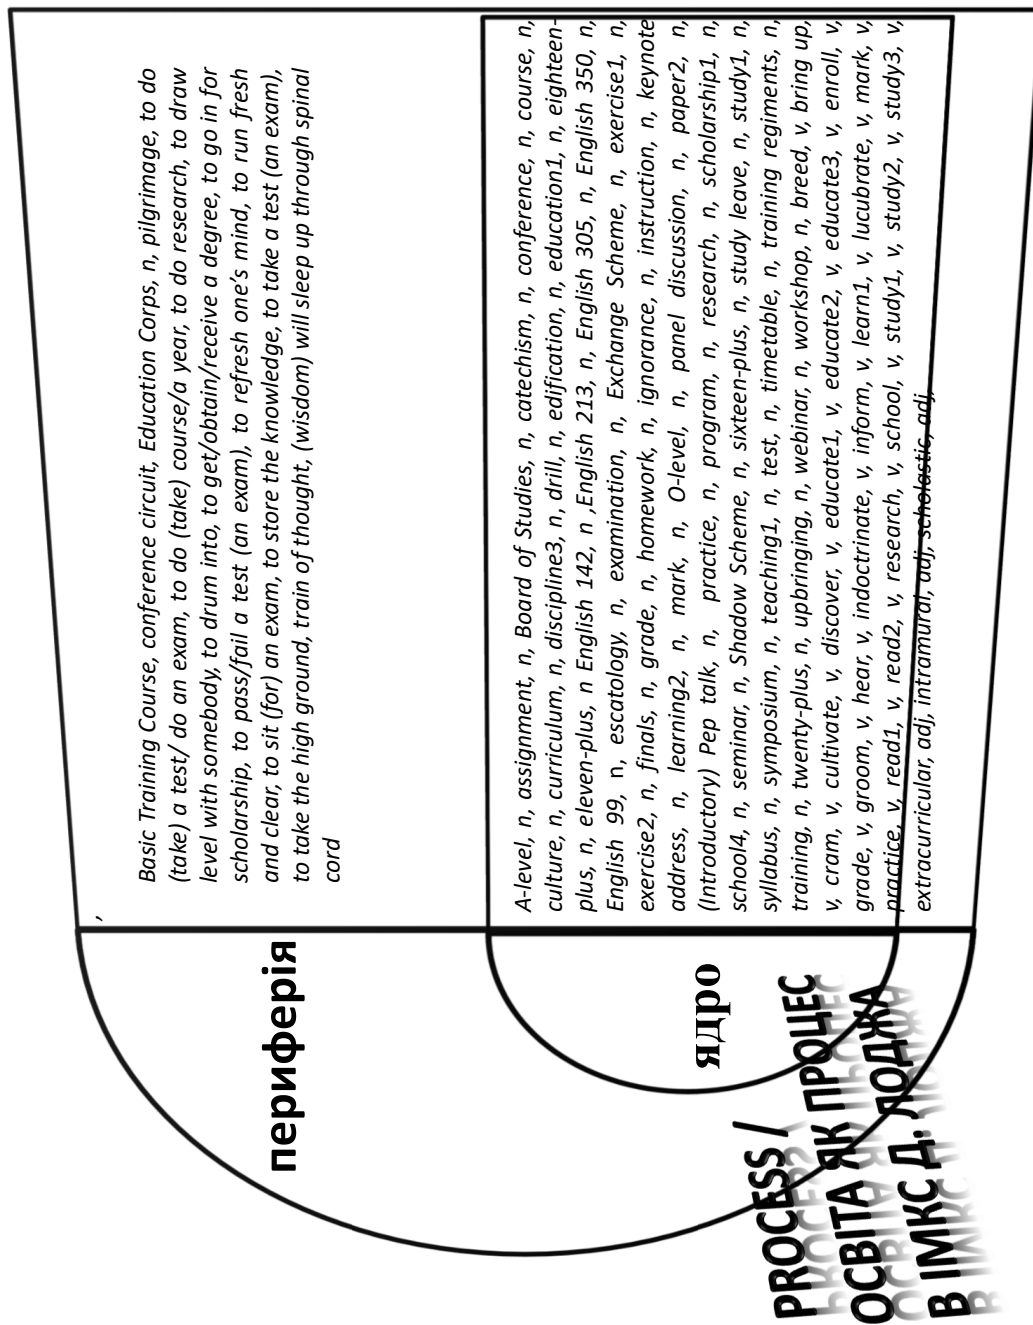 PROCESS /
ОСВІТА ЯК ПРОЦЕС
В ІМКС Д. ЛОДЖА
периферія
,
Basic Training Course, conference circuit, Education Corps, n, pilgrimage, to do
(take) a test/ do an exam, to do (take) course/a year, to do research, to draw
level with somebody, to drum into, to get/obtain/receive a degree, to go in for
scholarship, to pass/fail a test (an exam), to refresh one’s mind, to run fresh
and clear, to sit (for) an exam, to store the knowledge, to take a test (an exam),
to take the high ground, train of thought, (wisdom) will sleep up through spinal
cord
ядро
A-level, n, assignment, n, Board of Studies, n, catechism, n, conference, n, course, n,
culture, n, curriculum, n, discipline3, n, drill, n, edification, n, education1, n, eighteen-
plus, n, eleven-plus, n English 142, n ,English 213, n, English 305, n, English 350, n,
English 99, n, escatology, n, examination, n, Exchange Scheme, n, exercise1, n,
exercise2, n, finals, n, grade, n, homework, n, ignorance, n, instruction, n, keynote
address, n, learning2, n, mark, n, O-level, n, panel discussion, n, paper2, n,
(Introductory) Pep talk, n, practice, n, program, n, research, n, scholarship1, n,
school4, n, seminar, n, Shadow Scheme, n, sixteen-plus, n, study leave, n, study1, n,
syllabus, n, symposium, n, teaching1, n, test, n, timetable, n, training regiments, n,
training, n, twenty-plus, n, upbringing, n, webinar, n, workshop, n, breed, v, bring up,
v, cram, v, cultivate, v, discover, v, educate1, v, educate2, v, educate3, v, enroll, v,
grade, v, groom, v, hear, v, indoctrinate, v, inform, v, learn1, v, lucubrate, v, mark, v,
practice, v, read1, v, read2, v, research, v, school, v, study1, v, study2, v, study3, v,
extracurricular, adj, intramural, adj, scholastic, adj,